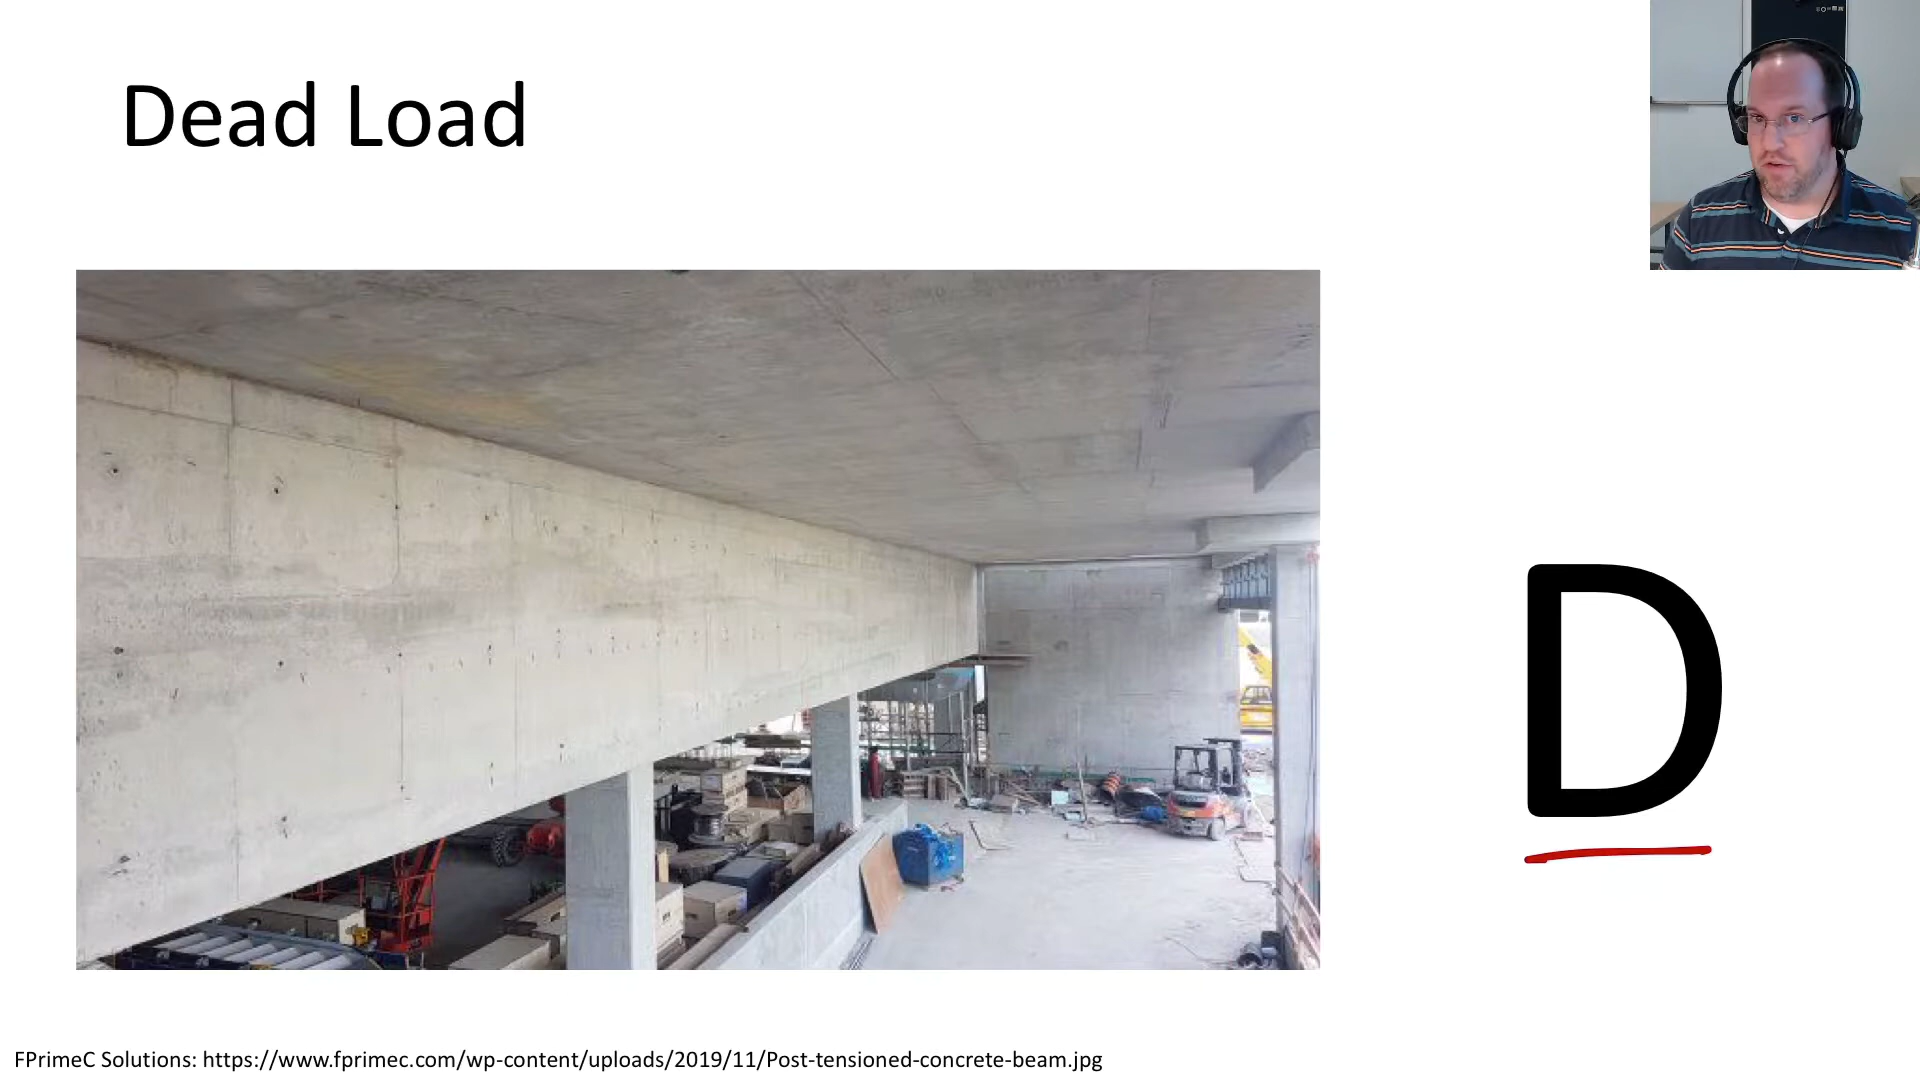 Dead Load
D
FPrimeC Solutions: https://www.fprimec.com/wp-content/uploads/2019/11/Post-tensioned-concrete-beam.jpg